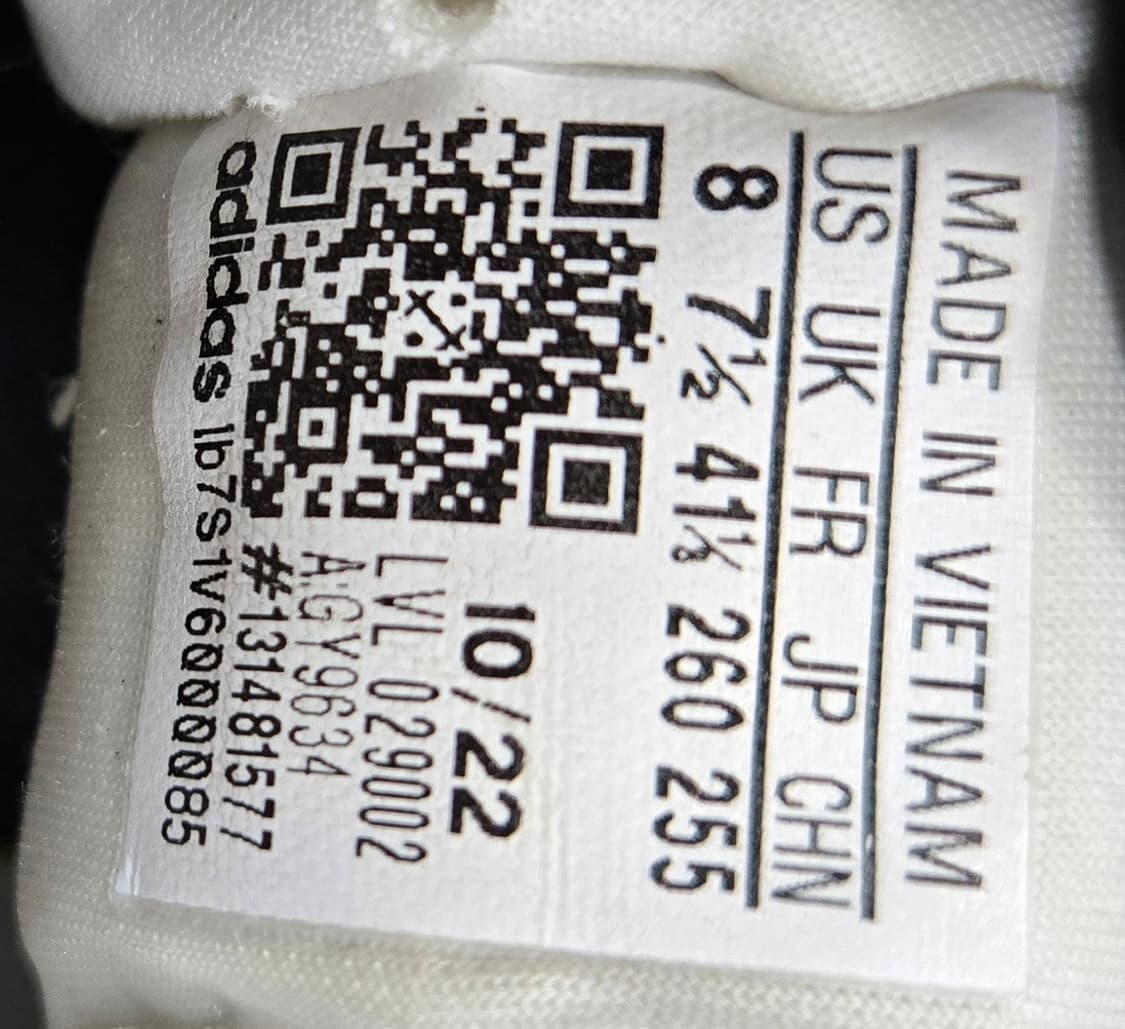 MADE IN VIETNAM
US UK FR JP CHN
8 7½ 41⅓ 260 255
10/22
LVL 029002
A:GY9634
#131481577
adidas lb7S1V6000085